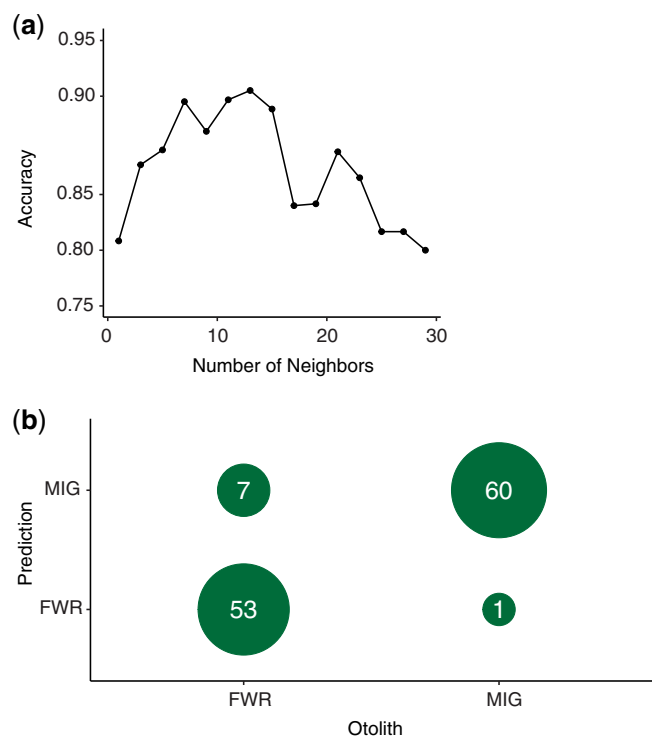 (a)
0.95
0.90
0.85
0.80
0.75
Accuracy
0 10 20 30
Number of Neighbors
(b)
MIG 7 60
Prediction
FWR 53 1
FWR MIG
Otolith